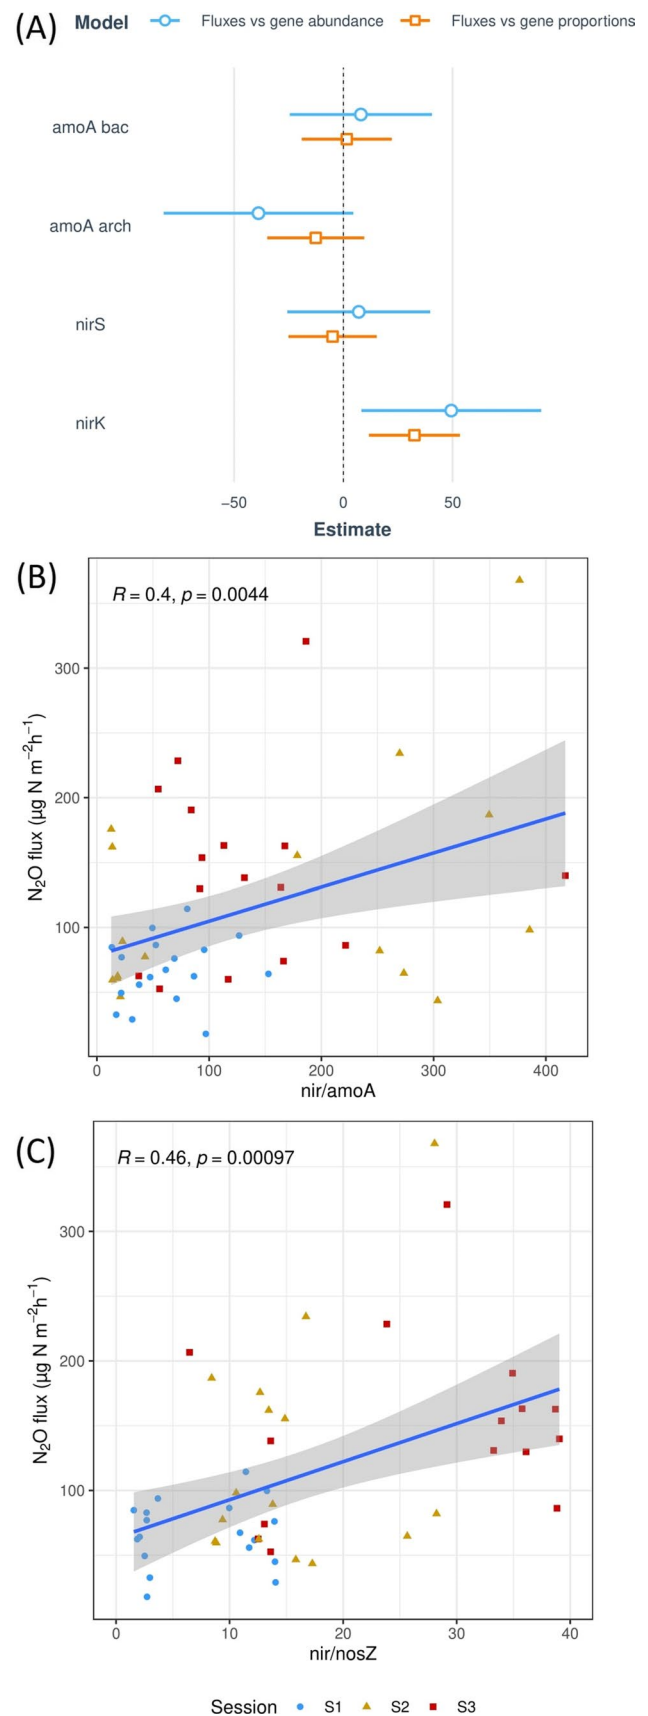 (A) Model Fluxes vs gene abundance Fluxes vs gene proportions
amoA bac
amoA arch
nirS
nirK
−50 0 50
Estimate
(B)
R = 0.4, p = 0.0044
300
200
100
N₂O flux (µg N m⁻²h⁻¹)
0 100 200 300 400
nir/amoA
(C)
R = 0.46, p = 0.00097
300
200
100
N₂O flux (µg N m⁻²h⁻¹)
0 10 20 30 40
nir/nosZ
Session S1 S2 S3